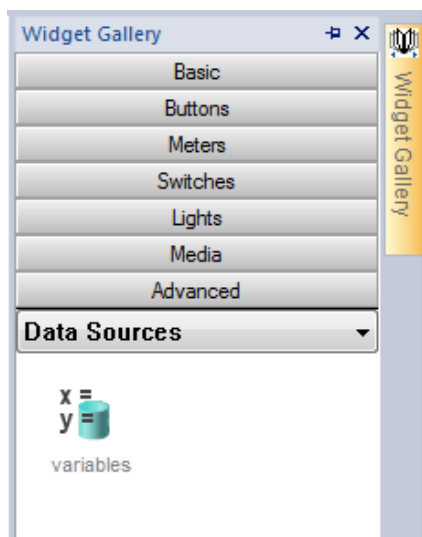 Widget Gallery
Basic
Buttons
Meters
Switches
Lights
Media
Advanced
Data Sources
x =
y =
variables
Widget Gallery